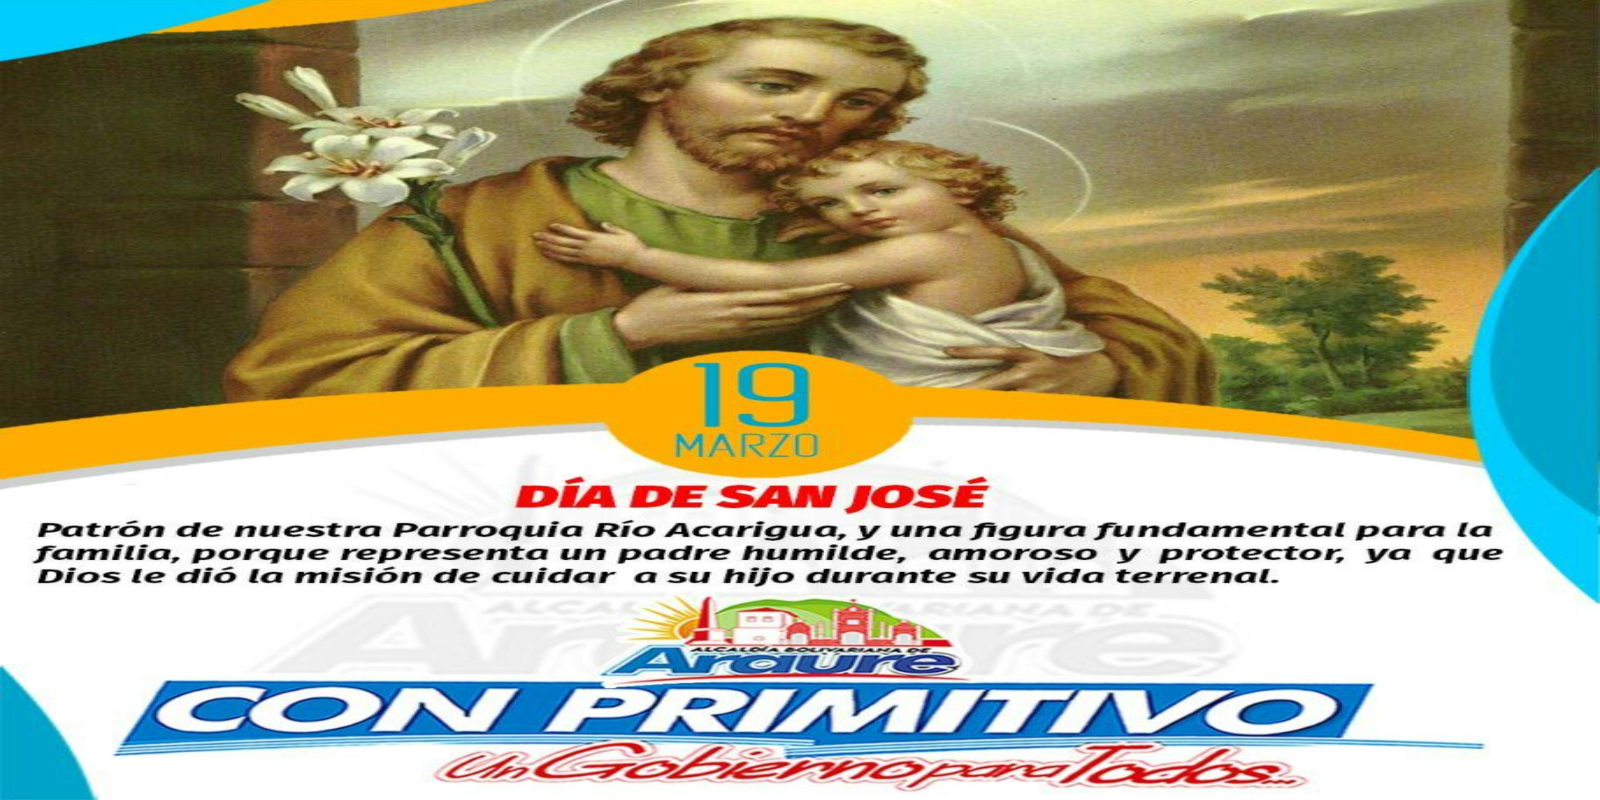 19
MARZO
DÍA DE SAN JOSÉ
Patrón de nuestra Parroquia Río Acarigua, y una figura fundamental para la
familia, porque representa un padre humilde, amoroso y protector, ya que
Dios le dió la misión de cuidar a su hijo durante su vida terrenal.
ALCALDÍA BOLIVARIANA DE
Araure
CON PRIMITIVO
Un Gobierno para Todos...